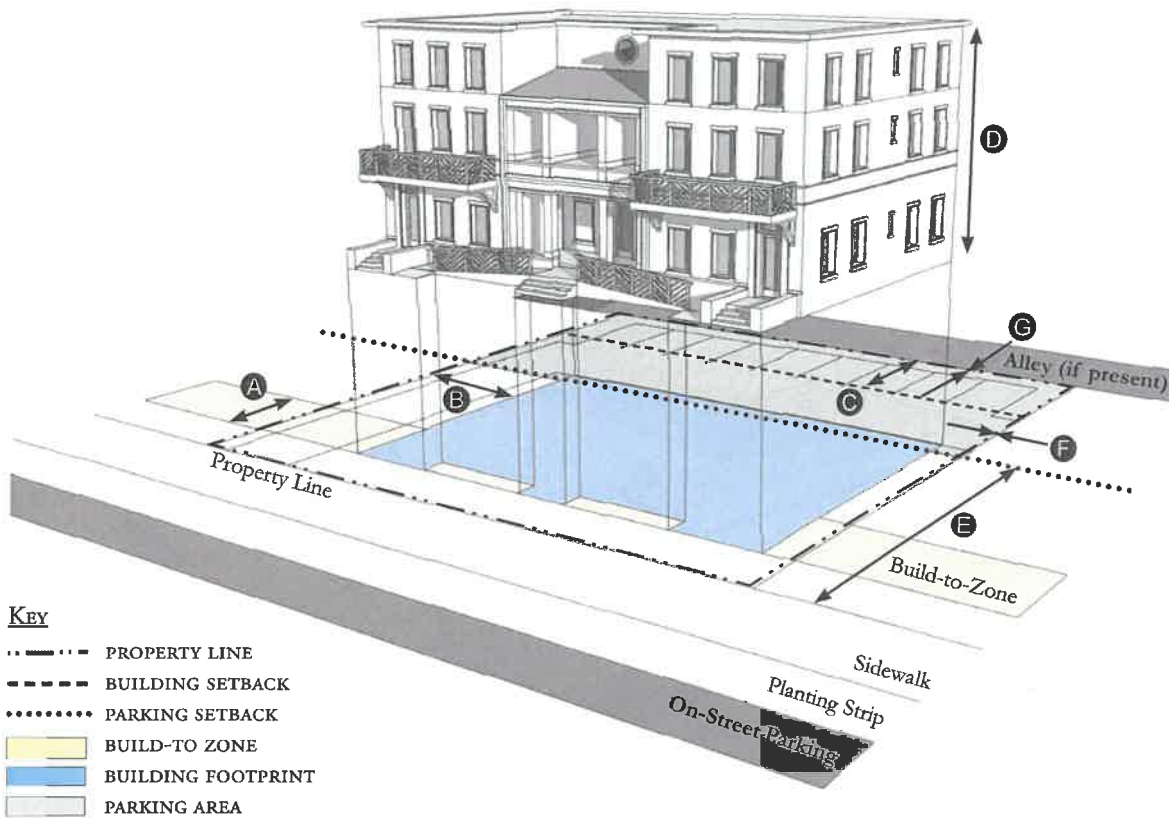 D
G
Alley (if present)
A
B
C
F
Property Line
E
Build-to-Zone
Sidewalk
Planting Strip
On-Street Parking
KEY
PROPERTY LINE
BUILDING SETBACK
PARKING SETBACK
BUILD-TO ZONE
BUILDING FOOTPRINT
PARKING AREA